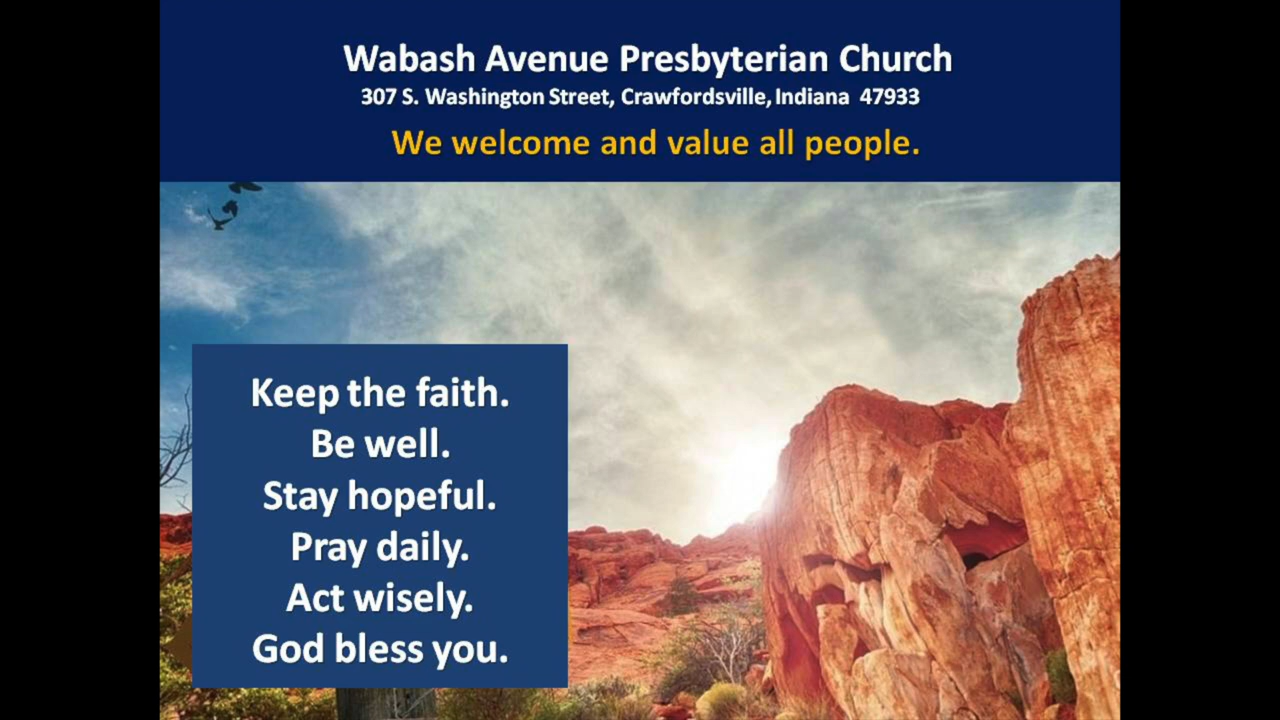 Wabash Avenue Presbyterian Church
307 S. Washington Street, Crawfordsville, Indiana 47933
We welcome and value all people.
Keep the faith.
Be well.
Stay hopeful.
Pray daily.
Act wisely.
God bless you.